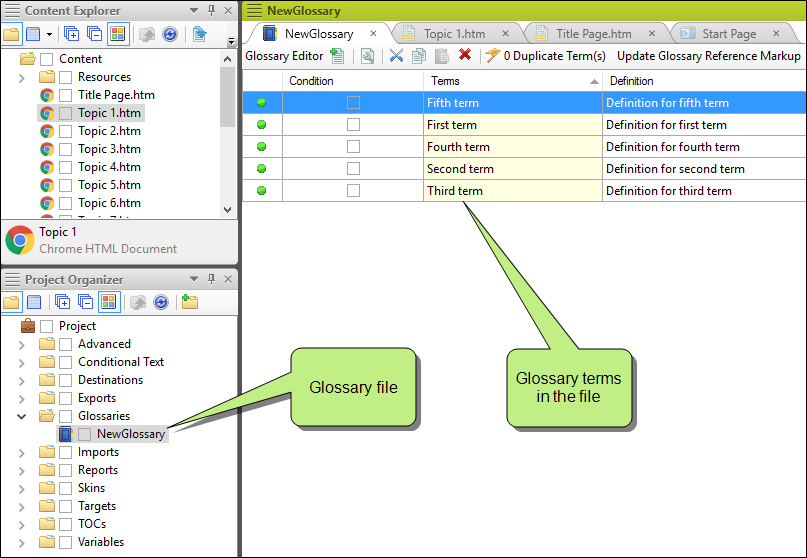 Content Explorer
Content
Resources
Title Page.htm
Topic 1.htm
Topic 2.htm
Topic 3.htm
Topic 4.htm
Topic 5.htm
Topic 6.htm
Topic 7.htm
Topic 1
Chrome HTML Document
Project Organizer
Project
Advanced
Conditional Text
Destinations
Exports
Glossaries
NewGlossary
Imports
Reports
Skins
Targets
TOCs
Variables
NewGlossary
NewGlossary Topic 1.htm Title Page.htm Start Page
Glossary Editor 0 Duplicate Term(s) Update Glossary Reference Markup
Condition Terms Definition
Fifth term Definition for fifth term
First term Definition for first term
Fourth term Definition for fourth term
Second term Definition for second term
Third term Definition for third term
Glossary file
Glossary terms
in the file